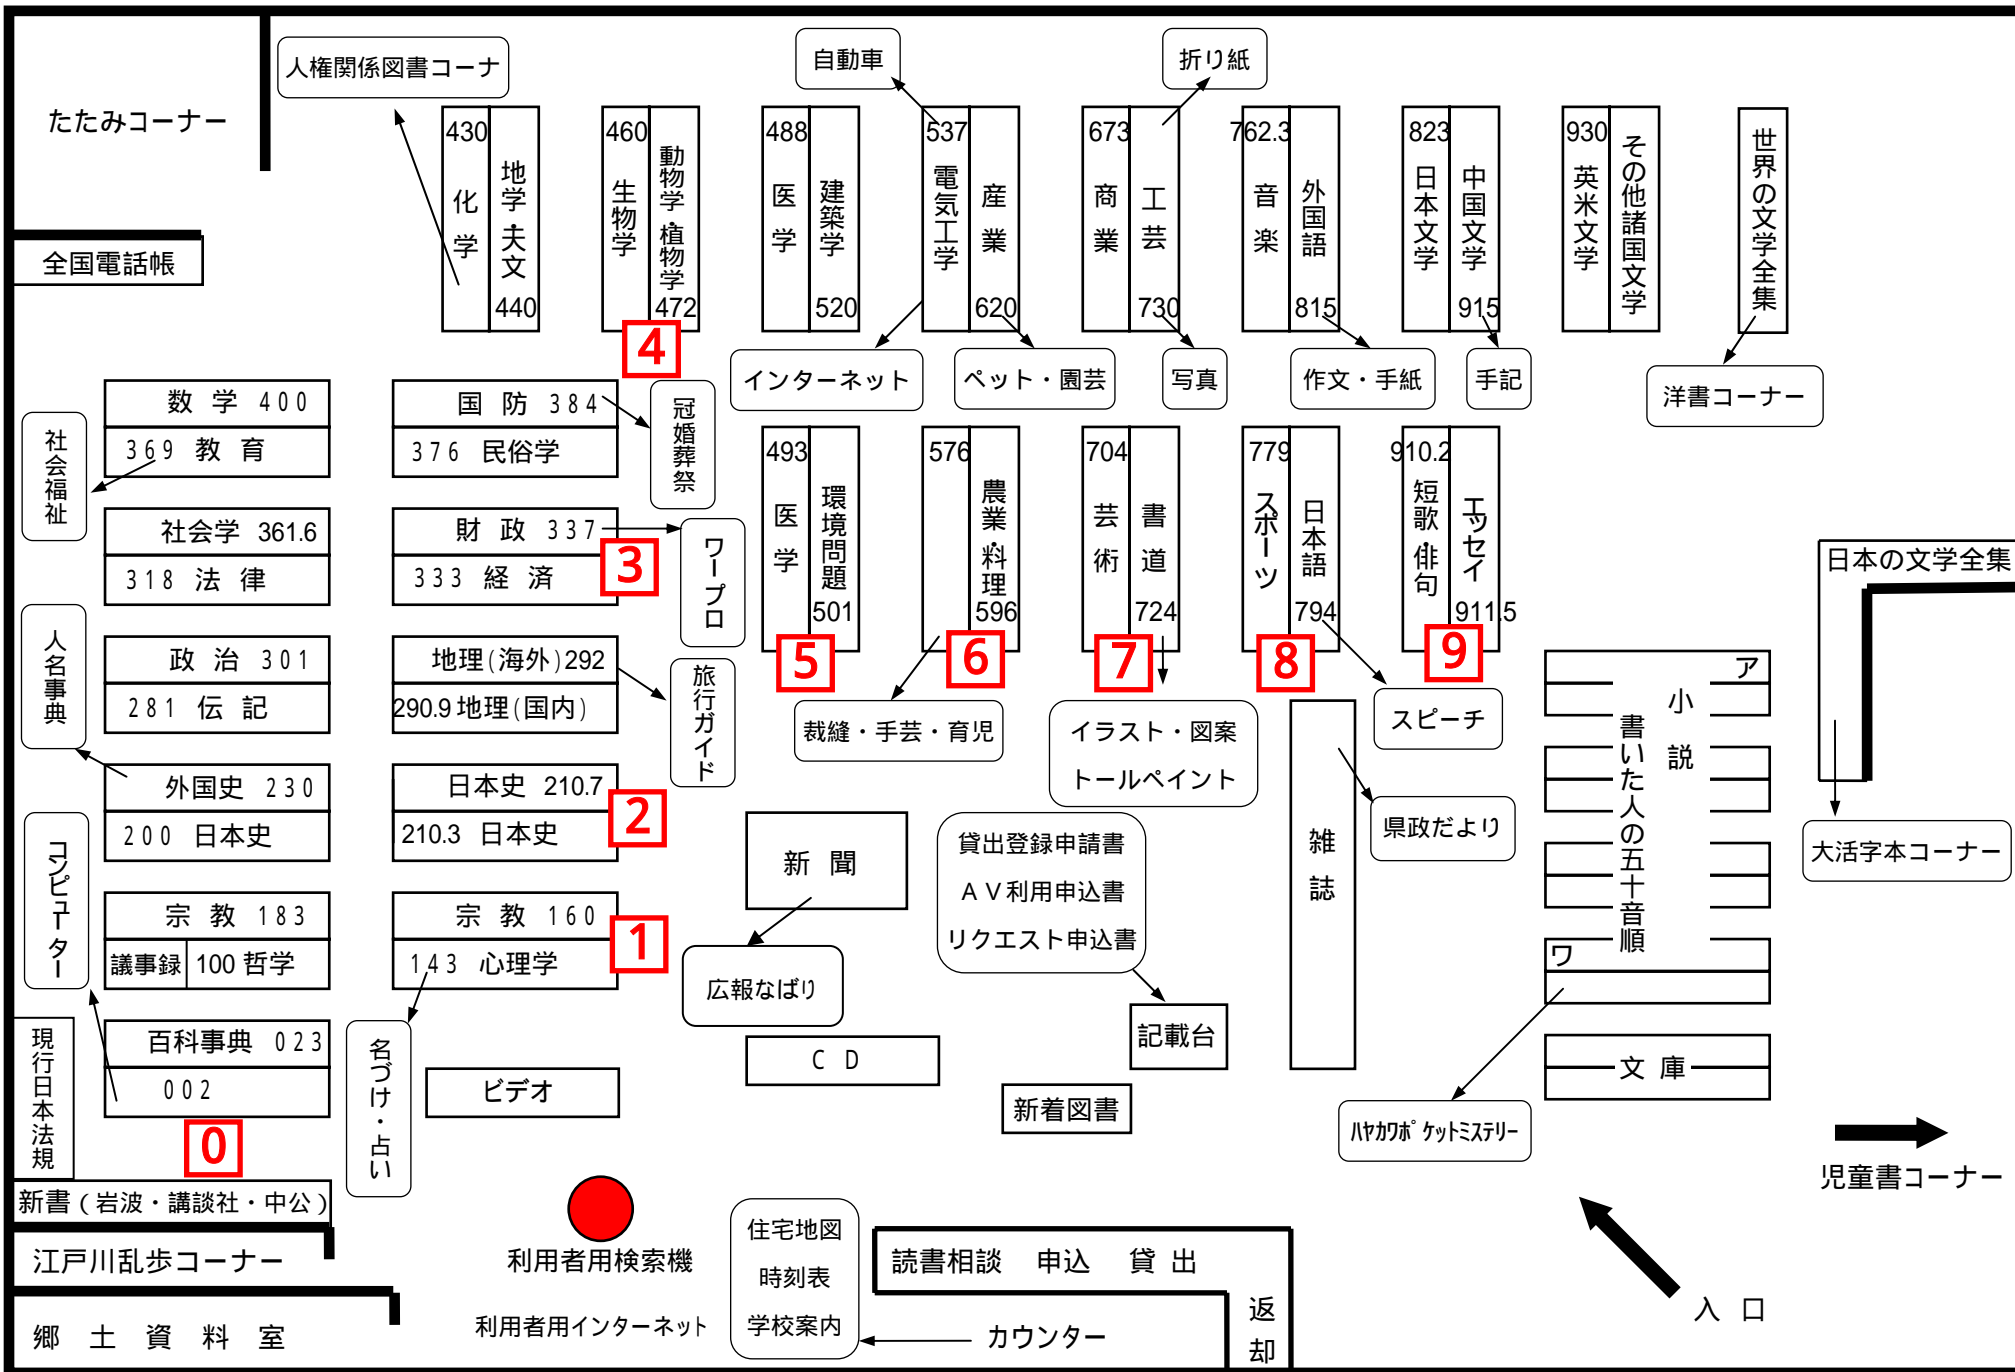 人権関係図書コーナ
自動車
折り紙
たたみコーナー
全国電話帳
430
化学
地学・天文
440
460
生物学
動物学・植物学
472
4
488
医学
建築学
520
537
電気工学
産業
620
673
商業
工芸
730
762.3
音楽
外国語
815
823
日本文学
中国文学
915
930
英米文学
その他諸国文学
世界の文学全集
インターネット
ペット・園芸
写真
作文・手紙
手記
洋書コーナー
社会福祉
数 学 400
369 教 育
国 防 384
376 民俗学
冠婚葬祭
社会学 361.6
318 法 律
財 政 337
333 経 済
3
ワープロ
人名事典
政 治 301
281 伝 記
地理(海外)292
290.9 地理(国内)
旅行ガイド
外国史 230
200 日本史
日本史 210.7
210.3 日本史
2
コンピューター
宗 教 183
議事録 100 哲学
宗 教 160
143 心理学
1
現行日本法規
百科事典 023
002
0
名づけ・占い
ビデオ
493
医学
環境問題
501
5
576
農業・料理
596
6
704
芸術
書道
724
7
779
スポーツ
日本語
794
8
910.2
短歌・俳句
エッセイ
911.5
9
裁縫・手芸・育児
イラスト・図案
トールペイント
スピーチ
県政だより
雑誌
新 聞
広報なばり
CD
貸出登録申請書
AV利用申込書
リクエスト申込書
記載台
新着図書
日本の文学全集
大活字本コーナー
ア
小説
書いた人の五十音順
ワ
文 庫
ハヤカワポケットミステリー
児童書コーナー
入 口
新書(岩波・講談社・中公)
江戸川乱歩コーナー
郷 土 資 料 室
利用者用検索機
利用者用インターネット
住宅地図
時刻表
学校案内
読書相談 申込 貸 出
返却
カウンター